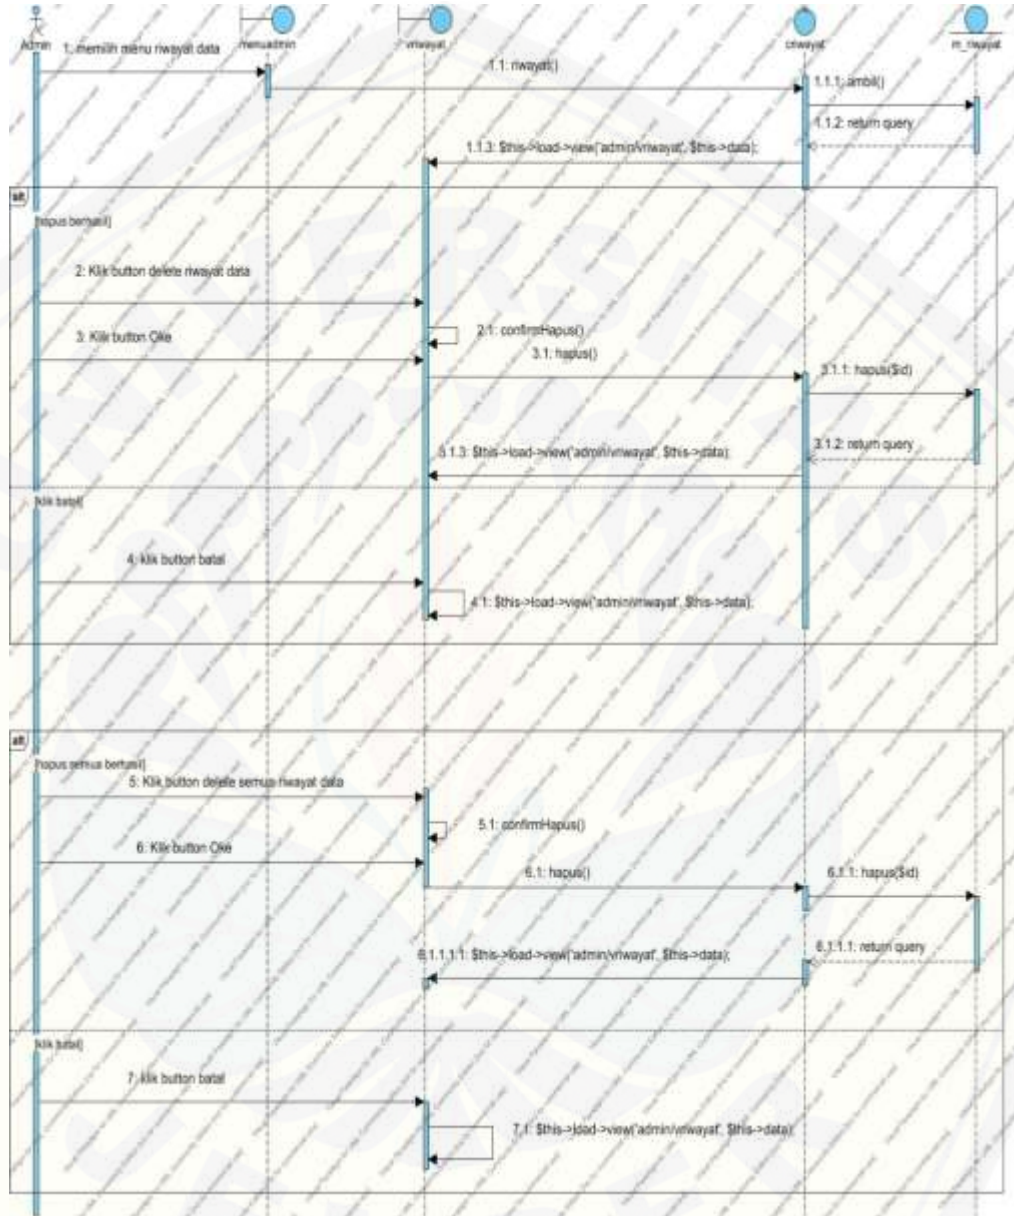 Admin
menuadmin
vriwayat
criwayat
m_riwayat
1: memilih menu riwayat data
1.1: riwayat()
1.1.1: ambil()
1.1.2: return query
1.1.3: $this->load->view('admin/vriwayat', $this->data);
alt
[hapus berhasil]
2: Klik button delete riwayat data
2.1: confirmHapus()
3: Klik button Oke
3.1: hapus()
3.1.1: hapus($id)
3.1.2: return query
3.1.3: $this->load->view('admin/vriwayat', $this->data);
[klik batal]
4: klik button batal
4.1: $this->load->view('admin/vriwayat', $this->data);
alt
[hapus semua berhasil]
5: Klik button delete semua riwayat data
5.1: confirmHapus()
6: Klik button Oke
6.1: hapus()
6.1.1: hapus($id)
6.1.1.1: return query
6.1.1.1.1: $this->load->view('admin/vriwayat', $this->data);
[klik batal]
7: klik button batal
7.1: $this->load->view('admin/vriwayat', $this->data);
UNIVERSITAS
JEMBER